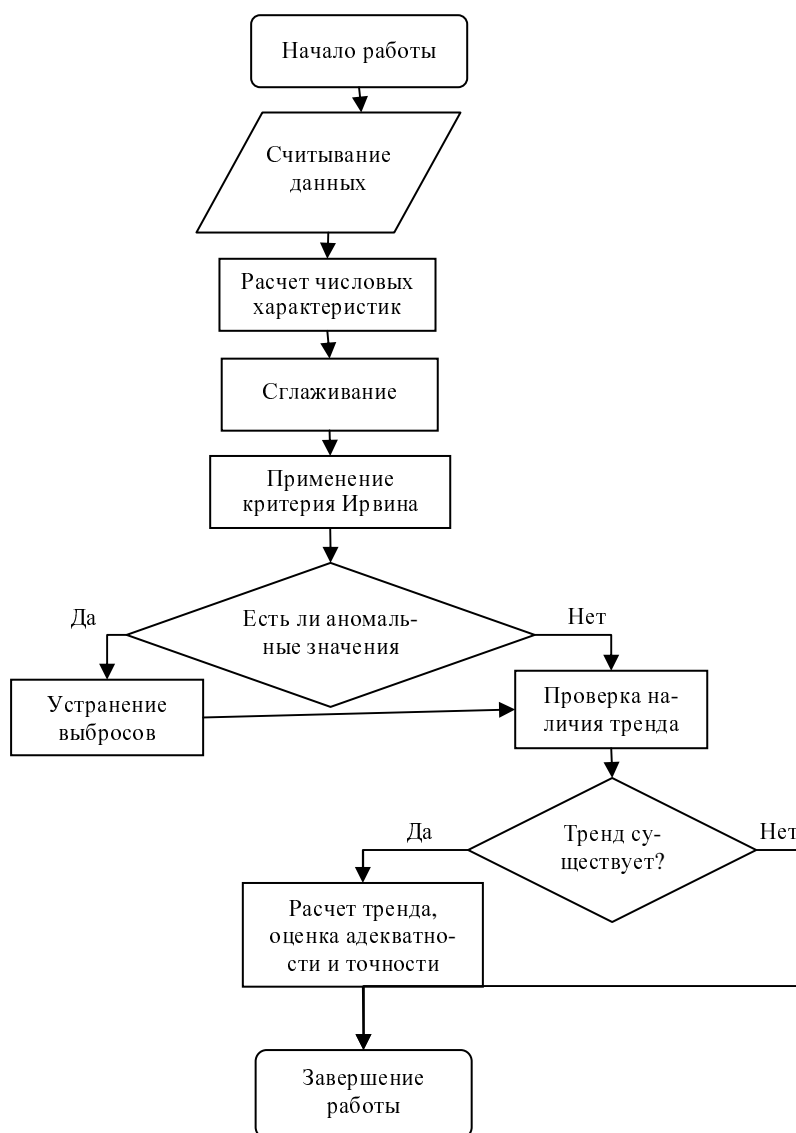 Начало работы
Считывание
данных
Расчет числовых
характеристик
Сглаживание
Применение
критерия Ирвина
Есть ли аномаль-
ные значения
Да
Нет
Устранение
выбросов
Проверка на-
личия тренда
Тренд су-
ществует?
Да
Нет
Расчет тренда,
оценка адекватно-
сти и точности
Завершение
работы